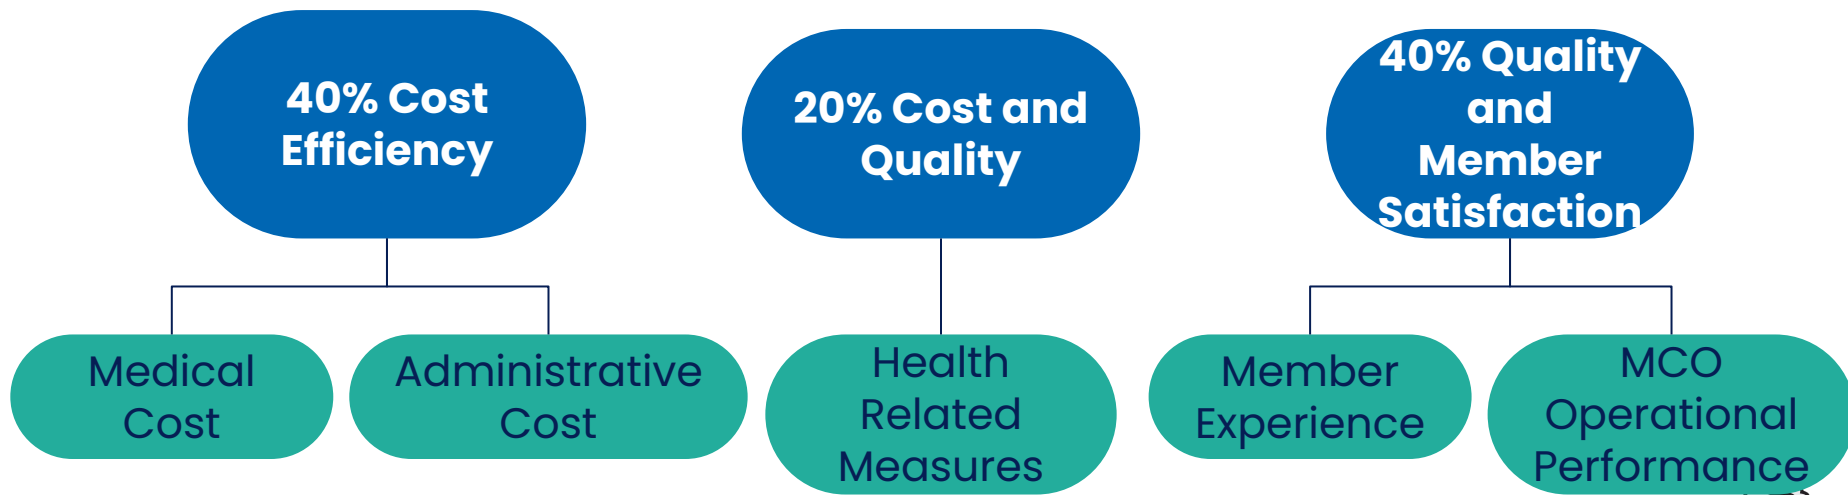 40% Cost
Efficiency
20% Cost and
Quality
40% Quality
and
Member
Satisfaction
Medical
Cost
Administrative
Cost
Health
Related
Measures
Member
Experience
MCO
Operational
Performance